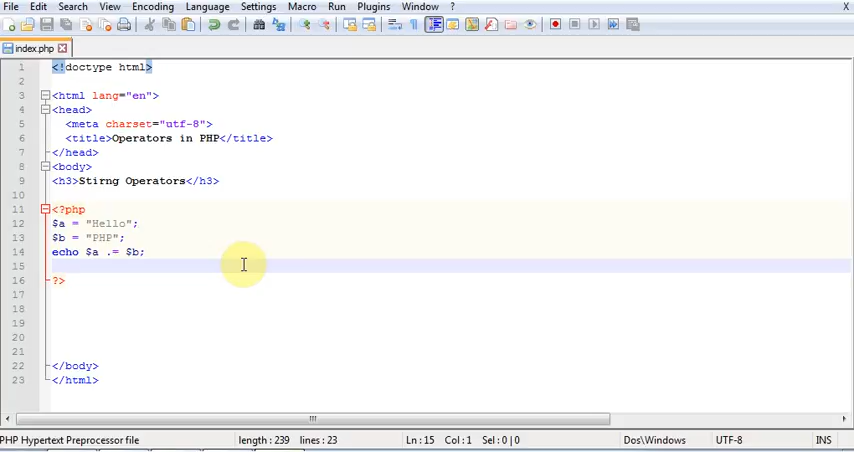 File Edit Search View Encoding Language Settings Macro Run Plugins Window ? X
index.php
1 <!doctype html>
2
3 <html lang="en">
4 <head>
5 <meta charset="utf-8">
6 <title>Operators in PHP</title>
7 </head>
8 <body>
9 <h3>Stirng Operators</h3>
10
11 <?php
12 $a = "Hello";
13 $b = "PHP";
14 echo $a .= $b;
15
16 ?>
17
18
19
20
21
22 </body>
23 </html>
PHP Hypertext Preprocessor file length : 239 lines : 23 Ln : 15 Col : 1 Sel : 0 | 0 Dos\Windows UTF-8 INS